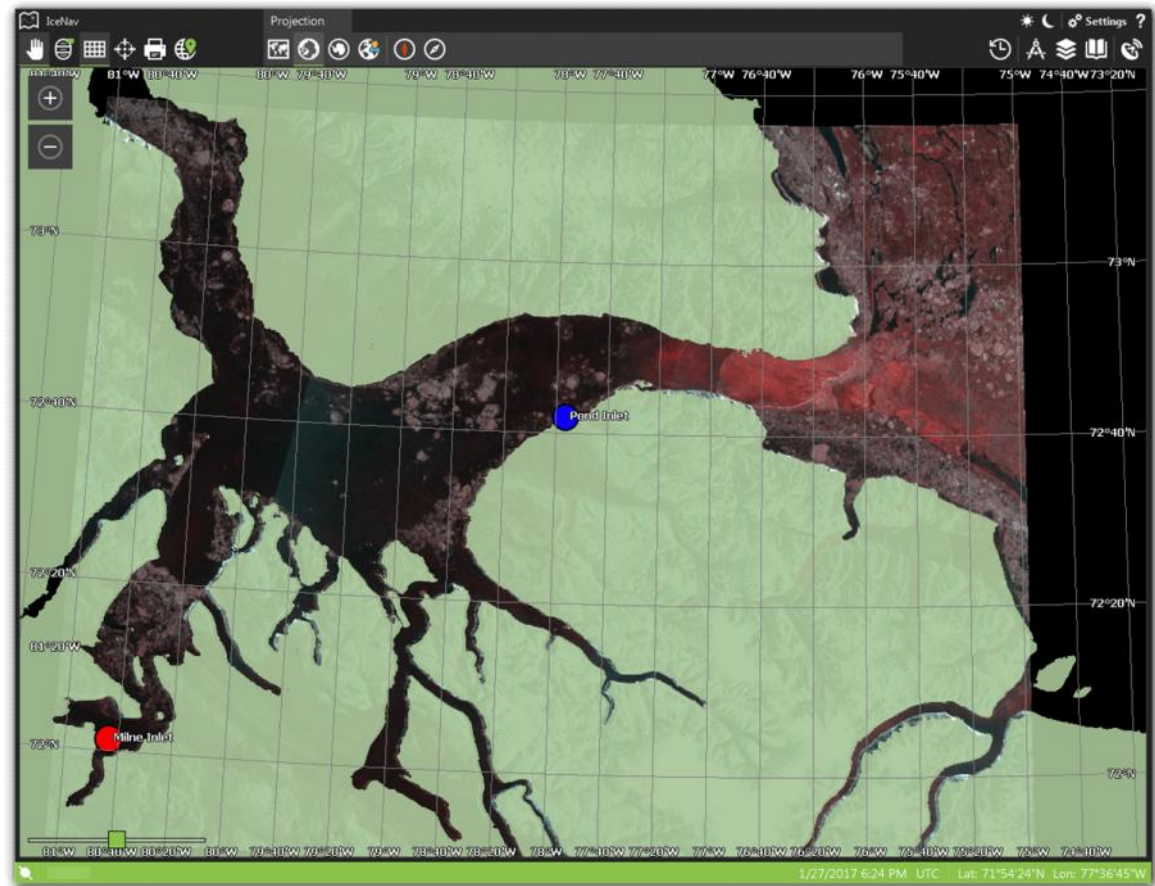 IceNav
Projection
Settings ?
81°W 80°40'W 80°W 79°40'W 79°W 78°40'W 78°W 77°40'W 77°W 76°40'W 76°W 75°40'W 75°W 74°40'W 73°20'W
73°N
73°N
72°40'N
Pond Inlet
72°40'N
72°20'N
72°20'N
81°20'W
Milne Inlet
72°N
72°N
81°W 80°40'W 80°20'W 80°W 79°40'W 79°20'W 79°W 78°40'W 78°20'W 78°W 77°40'W 77°20'W 77°W 76°40'W 76°20'W 76°W 75°40'W 75°20'W 75°W 74°40'W
1/27/2017 6:24 PM UTC Lat: 71°54'24"N Lon: 77°36'45"W